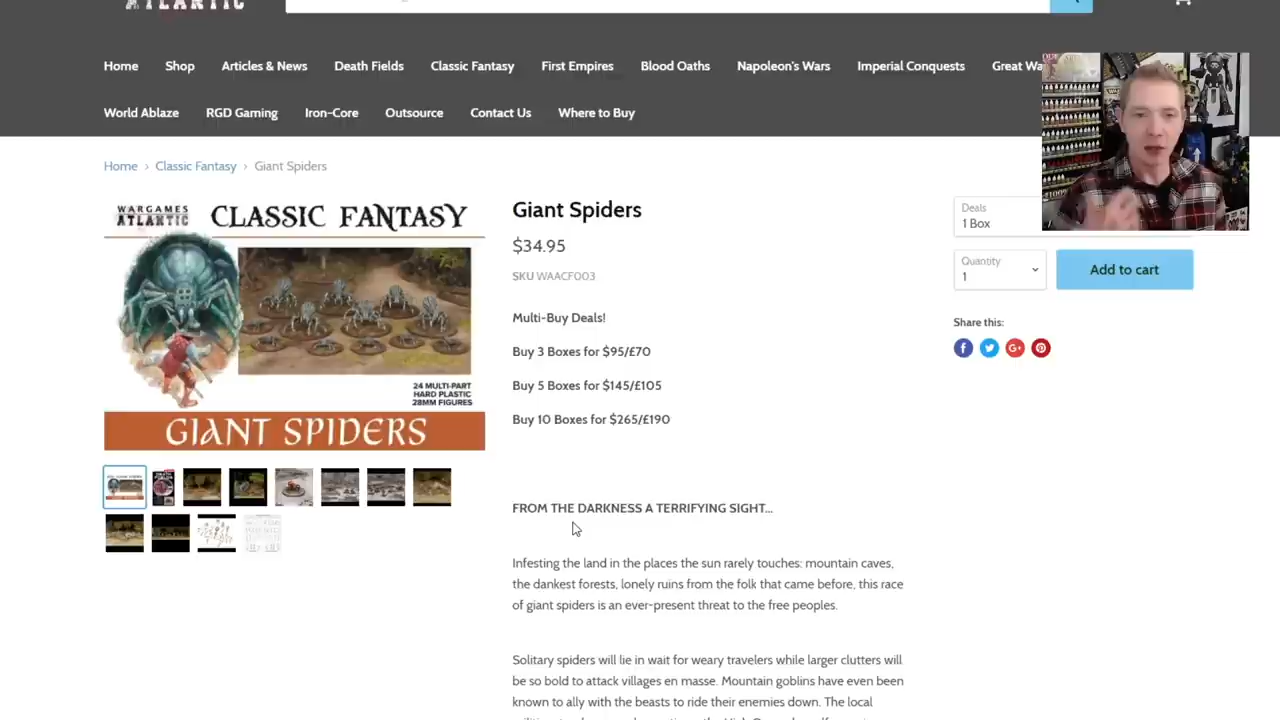 ATLANTIC
Home
Shop
Articles & News
Death Fields
Classic Fantasy
First Empires
Blood Oaths
Napoleon's Wars
Imperial Conquests
Great Wa
World Ablaze
RGD Gaming
Iron-Core
Outsource
Contact Us
Where to Buy
Home › Classic Fantasy › Giant Spiders
WARGAMES
ATLANTIC
CLASSIC FANTASY
24 MULTI-PART
HARD PLASTIC
28MM FIGURES
GIANT SPIDERS
Giant Spiders
$34.95
SKU WAACF003
Multi-Buy Deals!
Buy 3 Boxes for $95/£70
Buy 5 Boxes for $145/£105
Buy 10 Boxes for $265/£190
FROM THE DARKNESS A TERRIFYING SIGHT...
Infesting the land in the places the sun rarely touches: mountain caves,
the dankest forests, lonely ruins from the folk that came before, this race
of giant spiders is an ever-present threat to the free peoples.
Solitary spiders will lie in wait for weary travelers while larger clutters will
be so bold to attack villages en masse. Mountain goblins have even been
known to ally with the beasts to ride their enemies down. The local
Deals
1 Box
Quantity
1
Add to cart
Share this: